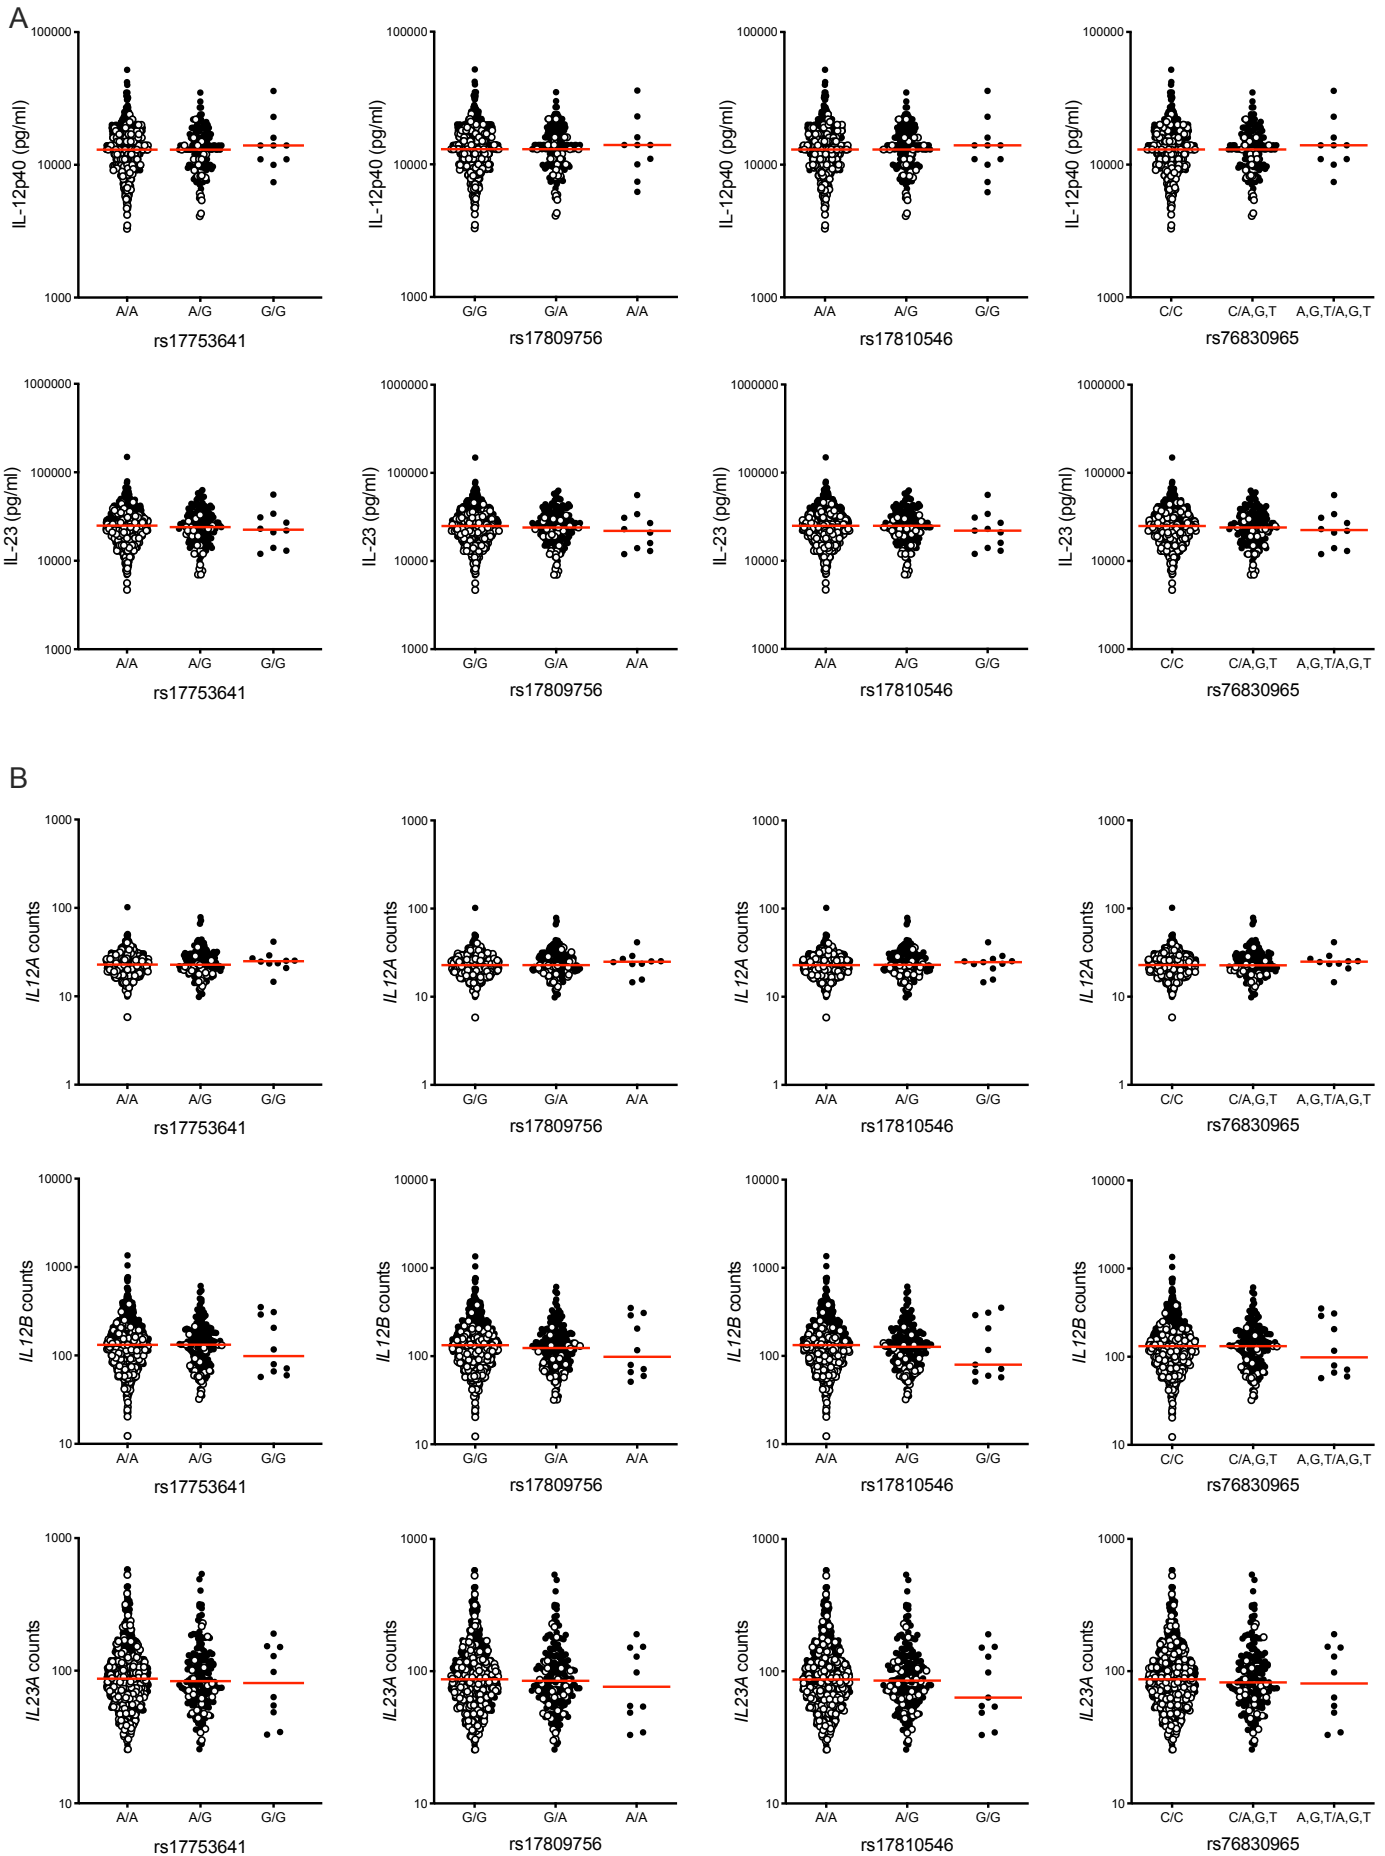 A
100000 100000 100000 100000
IL-12p40 (pg/ml) IL-12p40 (pg/ml) IL-12p40 (pg/ml) IL-12p40 (pg/ml)
10000 10000 10000 10000
1000 1000 1000 1000
A/A A/G G/G G/G G/A A/A A/A A/G G/G C/C C/A,G,T A,G,T/A,G,T
rs17753641 rs17809756 rs17810546 rs76830965
1000000 1000000 1000000 1000000
100000 100000 100000 100000
IL-23 (pg/ml) IL-23 (pg/ml) IL-23 (pg/ml) IL-23 (pg/ml)
10000 10000 10000 10000
1000 1000 1000 1000
A/A A/G G/G G/G G/A A/A A/A A/G G/G C/C C/A,G,T A,G,T/A,G,T
rs17753641 rs17809756 rs17810546 rs76830965
B
1000 1000 1000 1000
100 100 100 100
IL12A counts IL12A counts IL12A counts IL12A counts
10 10 10 10
1 1 1 1
A/A A/G G/G G/G G/A A/A A/A A/G G/G C/C C/A,G,T A,G,T/A,G,T
rs17753641 rs17809756 rs17810546 rs76830965
10000 10000 10000 10000
1000 1000 1000 1000
IL12B counts IL12B counts IL12B counts IL12B counts
100 100 100 100
10 10 10 10
A/A A/G G/G G/G G/A A/A A/A A/G G/G C/C C/A,G,T A,G,T/A,G,T
rs17753641 rs17809756 rs17810546 rs76830965
1000 1000 1000 1000
IL23A counts IL23A counts IL23A counts IL23A counts
100 100 100 100
10 10 10 10
A/A A/G G/G G/G G/A A/A A/A A/G G/G C/C C/A,G,T A,G,T/A,G,T
rs17753641 rs17809756 rs17810546 rs76830965